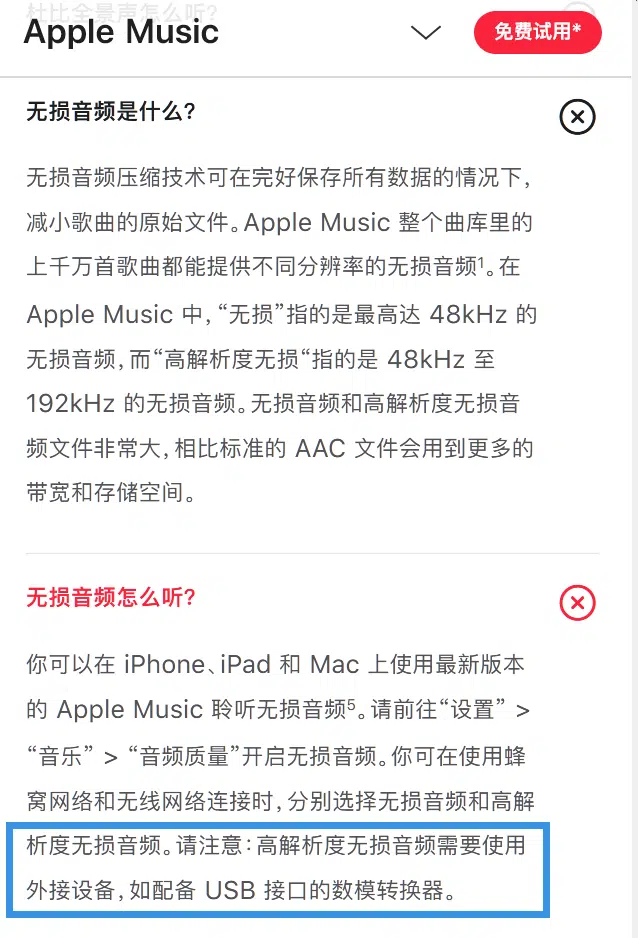 杜比全景声怎么听?
Apple Music
免费试用*
无损音频是什么?
无损音频压缩技术可在完好保存所有数据的情况下,
减小歌曲的原始文件。Apple Music 整个曲库里的
上千万首歌曲都能提供不同分辨率的无损音频¹。在
Apple Music 中,“无损”指的是最高达 48kHz 的
无损音频,而“高解析度无损“指的是 48kHz 至
192kHz 的无损音频。无损音频和高解析度无损音
频文件非常大,相比标准的 AAC 文件会用到更多的
带宽和存储空间。
无损音频怎么听?
你可以在 iPhone、iPad 和 Mac 上使用最新版本
的 Apple Music 聆听无损音频⁵。请前往“设置” >
“音乐” > “音频质量”开启无损音频。你可在使用蜂
窝网络和无线网络连接时,分别选择无损音频和高解
析度无损音频。请注意:高解析度无损音频需要使用
外接设备,如配备 USB 接口的数模转换器。